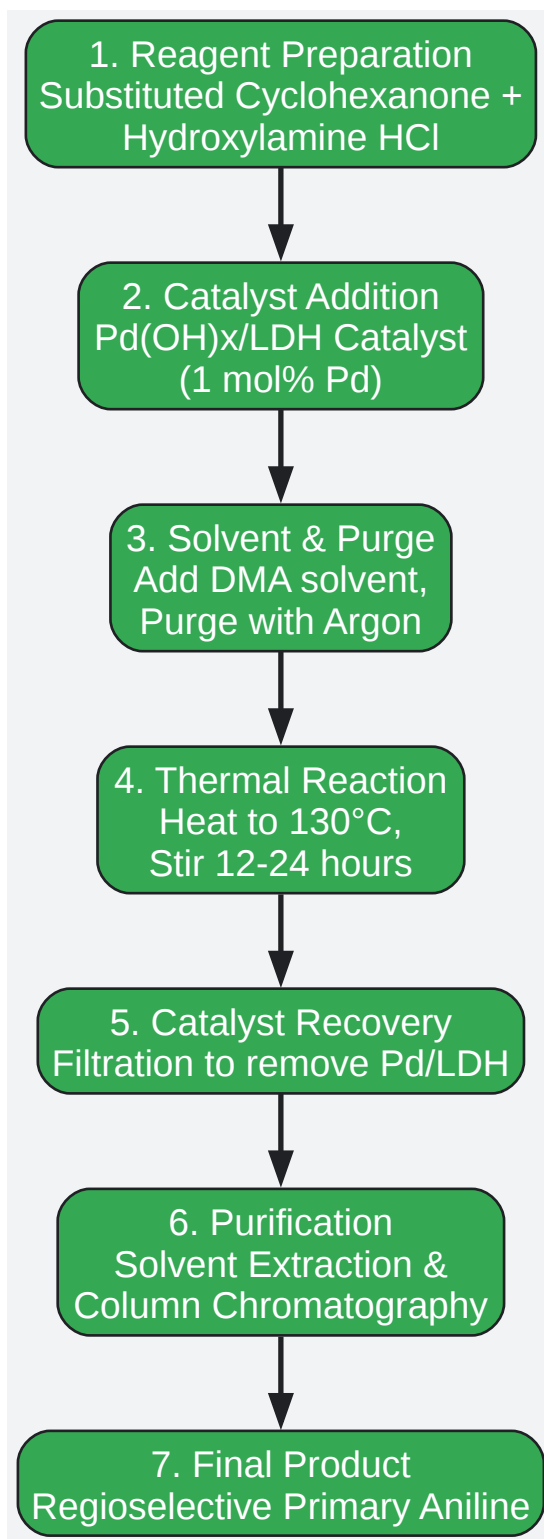 1. Reagent Preparation
Substituted Cyclohexanone +
Hydroxylamine HCl
2. Catalyst Addition
Pd(OH)x/LDH Catalyst
(1 mol% Pd)
3. Solvent & Purge
Add DMA solvent,
Purge with Argon
4. Thermal Reaction
Heat to 130°C,
Stir 12-24 hours
5. Catalyst Recovery
Filtration to remove Pd/LDH
6. Purification
Solvent Extraction &
Column Chromatography
7. Final Product
Regioselective Primary Aniline